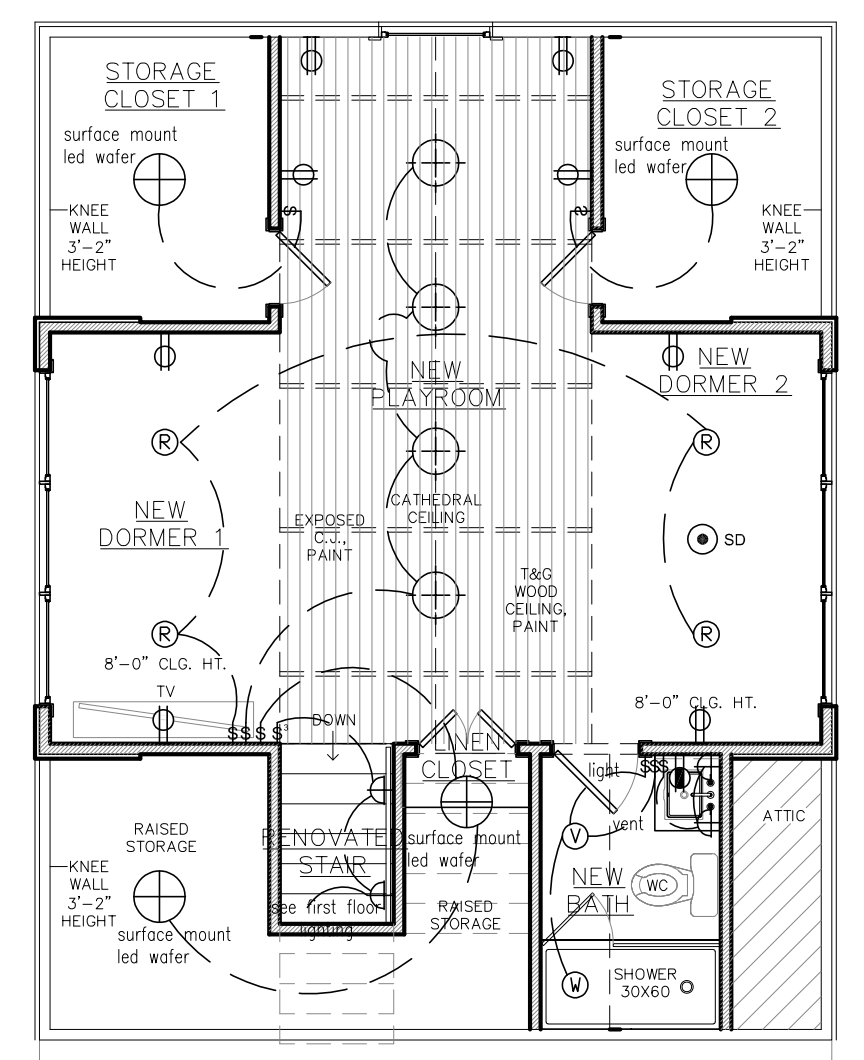 STORAGE
CLOSET 1
surface mount
led wafer
KNEE
WALL
3'-2"
HEIGHT
$
STORAGE
CLOSET 2
surface mount
led wafer
KNEE
WALL
3'-2"
HEIGHT
$
NEW
PLAYROOM
NEW
DORMER 2
R
R
NEW
DORMER 1
EXPOSED
C.J.,
PAINT
CATHEDRAL
CEILING
SD
T&G
WOOD
CEILING,
PAINT
R
R
8'-0" CLG. HT.
TV
8'-0" CLG. HT.
$$ $ $3
DOWN
LINEN
CLOSET
light
$$$
vent
V
RAISED
STORAGE
KNEE
WALL
3'-2"
HEIGHT
surface mount
led wafer
RENOVATED
STAIR
see first floor
lighting
surface mount
led wafer
RAISED
STORAGE
NEW
BATH
WC
ATTIC
W
SHOWER
30X60